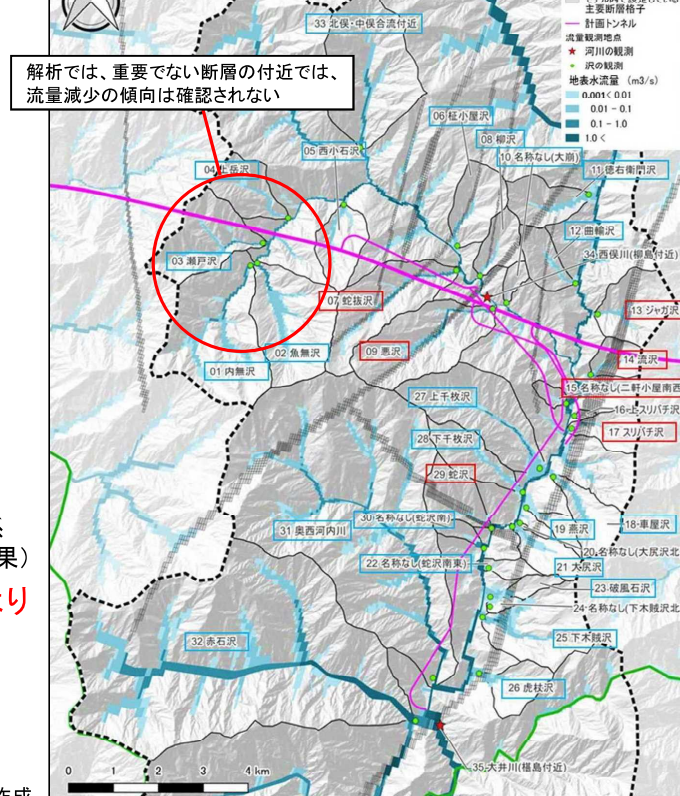 33 北俣・中俣合流付近
主要断層格子
計画トンネル
流量観測地点
河川の観測
沢の観測
地表水流量 (m3/s)
0.001< 0.01
0.01 - 0.1
0.1 - 1.0
1.0 <
解析では、重要でない断層の付近では、
流量減少の傾向は確認されない
06 柾小屋沢
08 柳沢
05 西小石沢
10 名称なし(大崩)
04 上岳沢
11 徳右衛門沢
12 曲輪沢
34 西俣川(柳島付近)
03 瀬戸沢
07 蛇抜沢
13 ジャガ沢
02 魚無沢
09 悪沢
14 流沢
01 内無沢
15 名称なし(二軒小屋南西
27 上千枚沢
16 上スリバチ沢
28 下千枚沢
17 スリバチ沢
29 蛇沢
30 名称なし(蛇沢南)
31 奥西河内川
19 燕沢
18 車屋沢
20 名称なし(大尻沢北
果)
22 名称なし(蛇沢南東)
21 大尻沢
23 破風石沢
り
24 名称なし(下木賊沢北
32 赤石沢
25 下木賊沢
26 虎杖沢
35 大井川(椹島付近)
0 1 2 3 4 km
作成